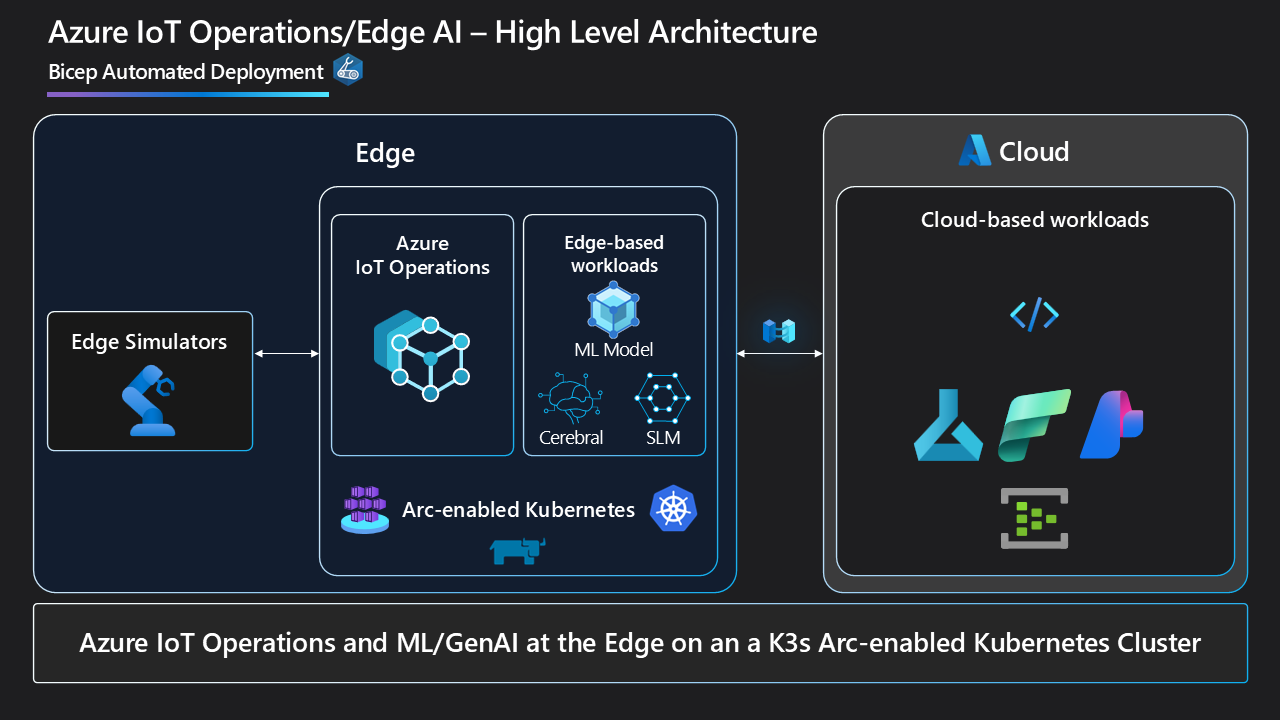 Azure IoT Operations/Edge AI – High Level Architecture
Bicep Automated Deployment
Edge
Cloud
Azure
IoT Operations
Edge-based
workloads
Cloud-based workloads
Edge Simulators
ML Model
Cerebral
SLM
Arc-enabled Kubernetes
Azure IoT Operations and ML/GenAI at the Edge on an a K3s Arc-enabled Kubernetes Cluster